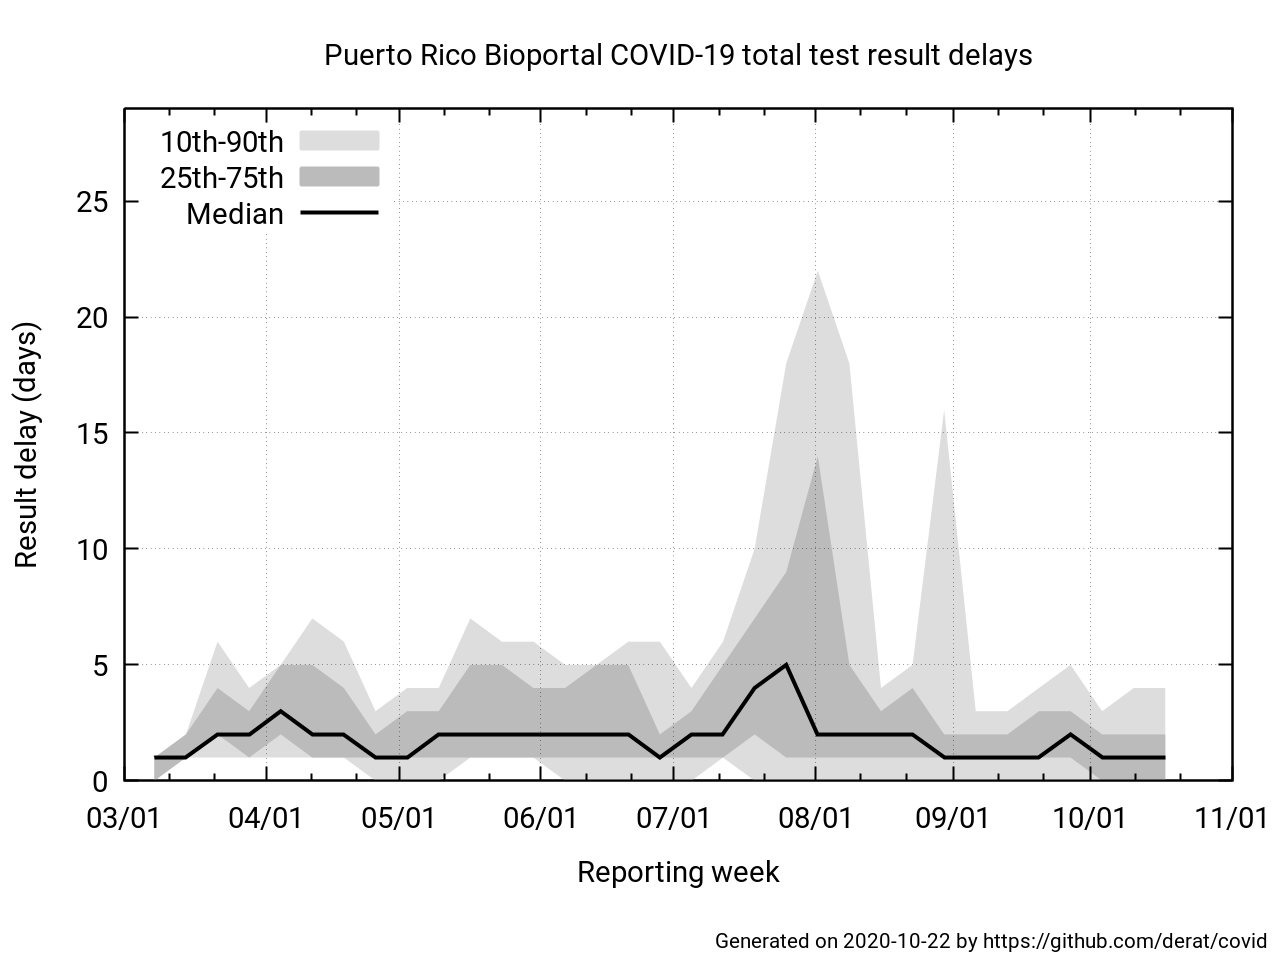 Puerto Rico Bioportal COVID-19 total test result delays
10th-90th
25th-75th
Median
25
20
15
10
5
0
Result delay (days)
03/01 04/01 05/01 06/01 07/01 08/01 09/01 10/01 11/01
Reporting week
Generated on 2020-10-22 by https://github.com/derat/covid